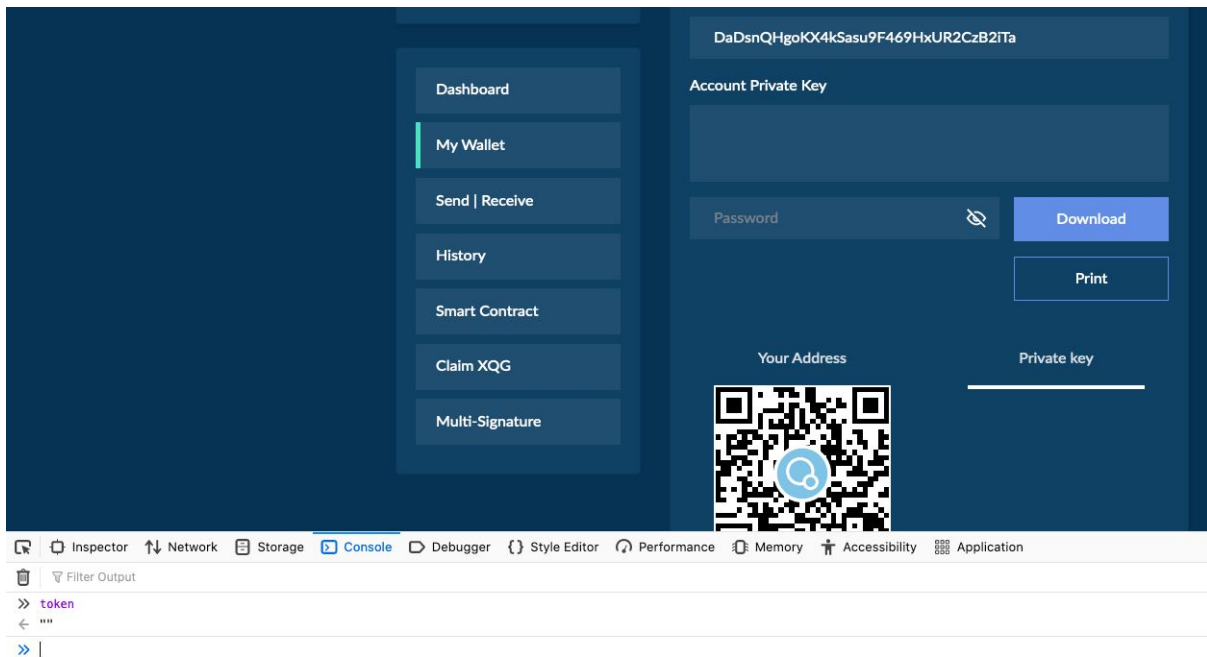 DaDsnQHgoKX4kSasu9F469HxUR2CzB2iTa
Dashboard
Account Private Key
My Wallet
Send | Receive
Password
Download
History
Print
Smart Contract
Your Address
Private key
Claim XQG
Multi-Signature
Inspector Network Storage Console Debugger {} Style Editor Performance Memory Accessibility Application
Filter Output
>> token
← ""
>>